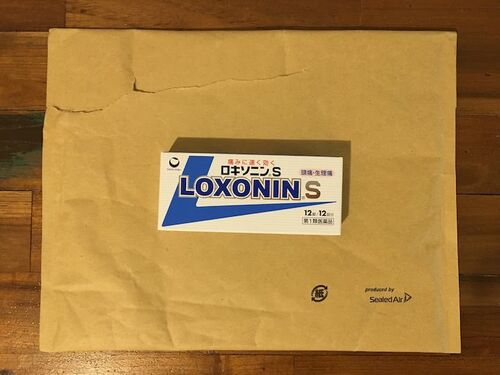 痛みに速く効く
ロキソニンS
頭痛・生理痛
LOXONIN S
12錠/12回分
第1類医薬品
紙
produced by
Sealed Air